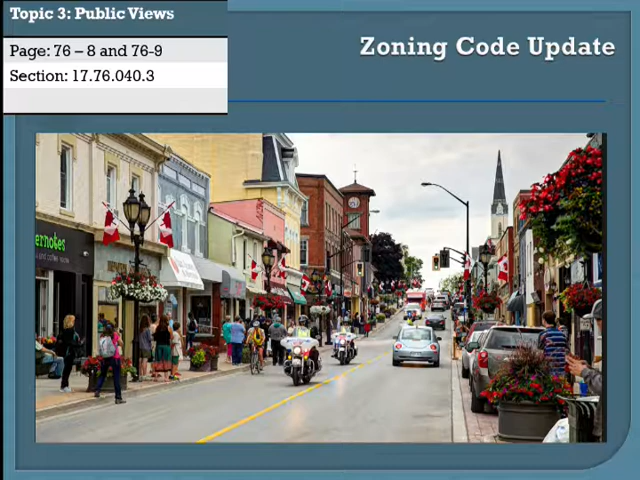 Topic 3: Public Views
Page: 76 – 8 and 76-9
Section: 17.76.040.3
Zoning Code Update
ernotes